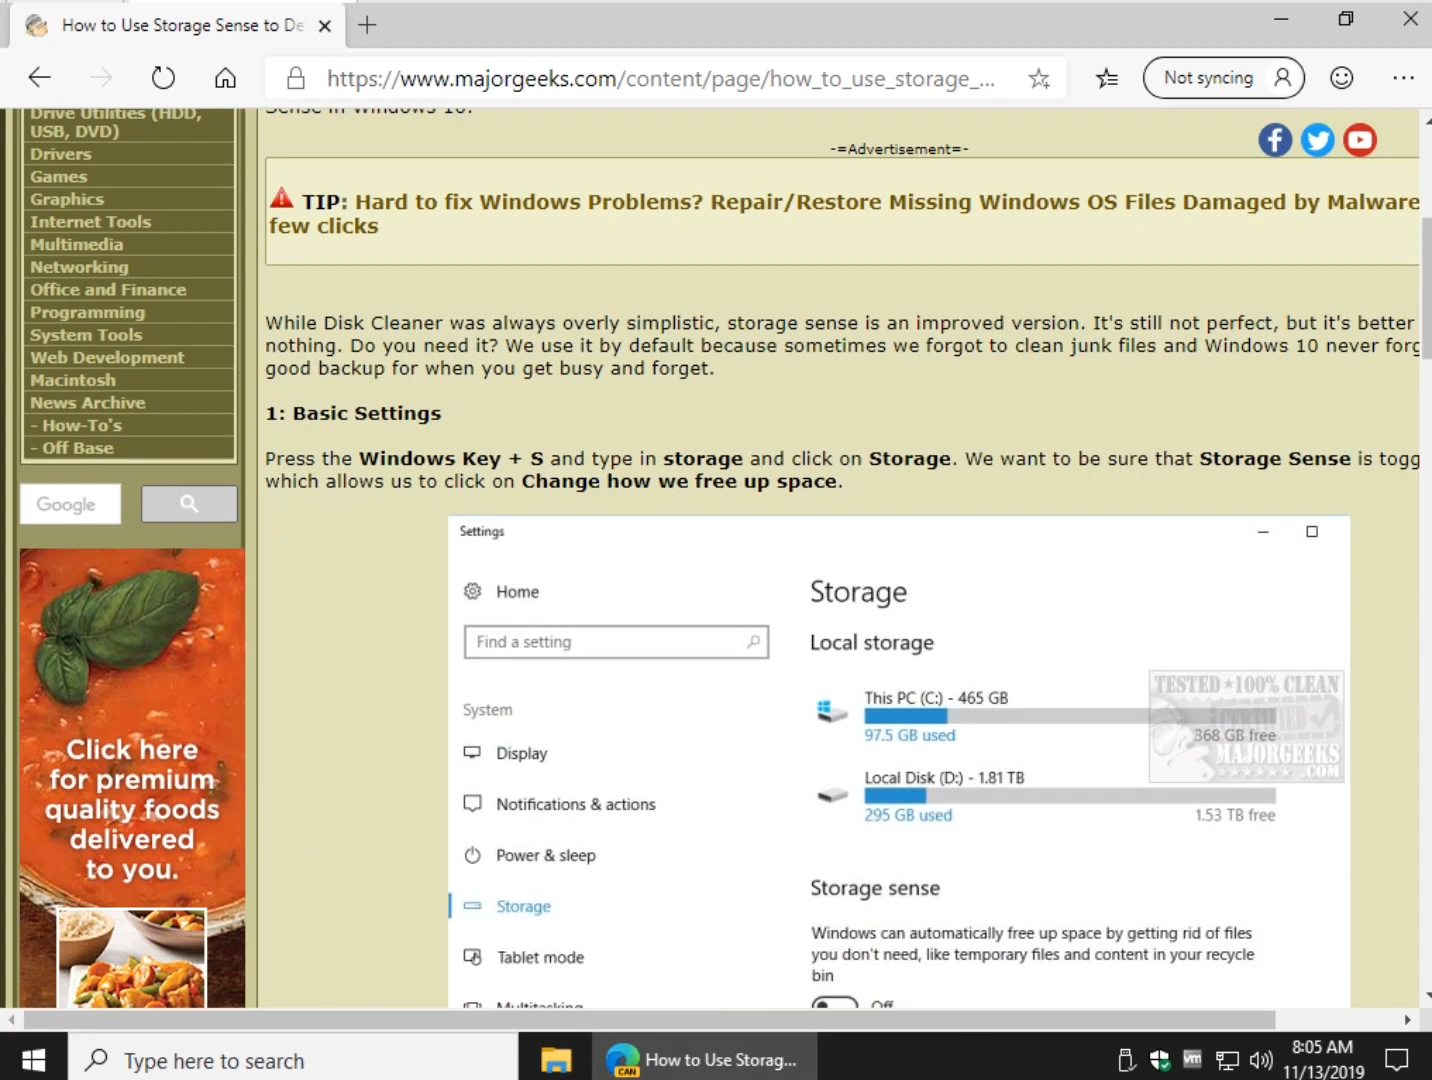 How to Use Storage Sense to De
https://www.majorgeeks.com/content/page/how_to_use_storage_...
Not syncing
Drive Utilities (HDD,
USB, DVD)
Drivers
Games
Graphics
Internet Tools
Multimedia
Networking
Office and Finance
Programming
System Tools
Web Development
Macintosh
News Archive
- How-To's
- Off Base
Google
Click here
for premium
quality foods
delivered
to you.
Sense in Windows 10.
-=Advertisement=-
TIP: Hard to fix Windows Problems? Repair/Restore Missing Windows OS Files Damaged by Malware
few clicks
While Disk Cleaner was always overly simplistic, storage sense is an improved version. It's still not perfect, but it's better
nothing. Do you need it? We use it by default because sometimes we forgot to clean junk files and Windows 10 never forg
good backup for when you get busy and forget.
1: Basic Settings
Press the Windows Key + S and type in storage and click on Storage. We want to be sure that Storage Sense is togg
which allows us to click on Change how we free up space.
Settings
Home
Find a setting
System
Display
Notifications & actions
Power & sleep
Storage
Tablet mode
Multitasking
Storage
Local storage
This PC (C:) - 465 GB
97.5 GB used
368 GB free
Local Disk (D:) - 1.81 TB
295 GB used
1.53 TB free
TESTED ★100% CLEAN
CERTIFIED
MAJORGEEKS
.COM
Storage sense
Windows can automatically free up space by getting rid of files
you don't need, like temporary files and content in your recycle
bin
Off
Type here to search
CAN
How to Use Storag...
vm
8:05 AM
11/13/2019